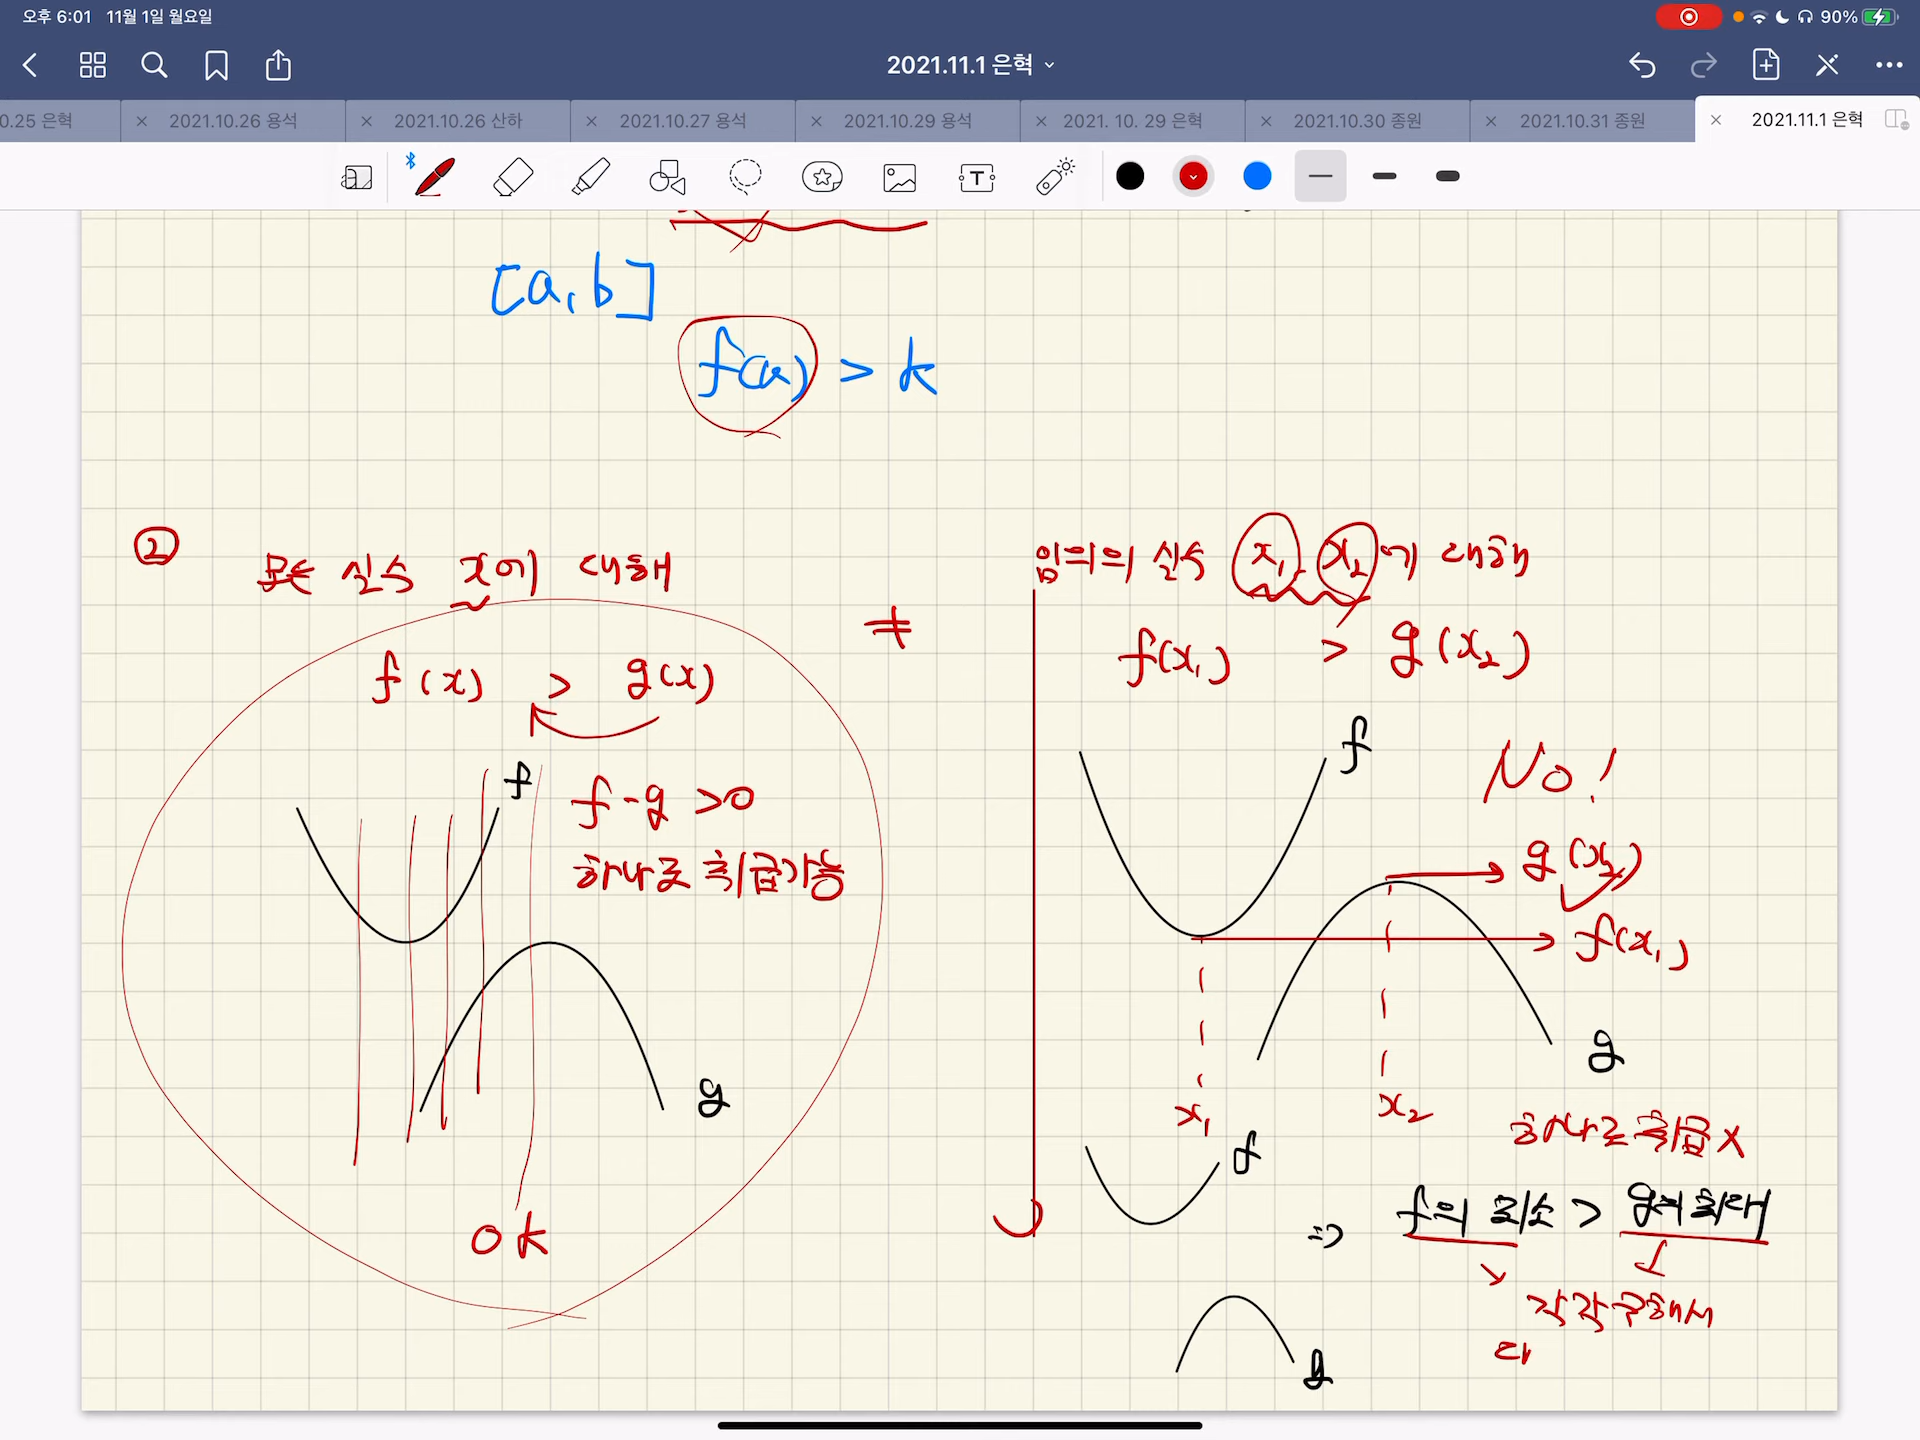 오후 6:01 11월 1일 월요일
90%
2021.11.1 은혁
0.25 은혁
2021.10.26 용석
2021.10.26 산하
2021.10.27 용석
2021.10.29 용석
2021. 10. 29 은혁
2021.10.30 종원
2021.10.31 종원
2021.11.1 은혁
[a, b]
f(a) > k
② 모든 실수 x에 대해
f(x) > g(x)
f
f-g >0
하나로 취급가능
g
ok
≠
임의의 실수 x₁, x₂에 대해
f(x₁) > g(x₂)
f
No!
g(x₂)
f(x₁)
g
x₁
x₂
하나로 취급 X
f
⇒ f의 최소 > g의 최대
각각 구해서
g